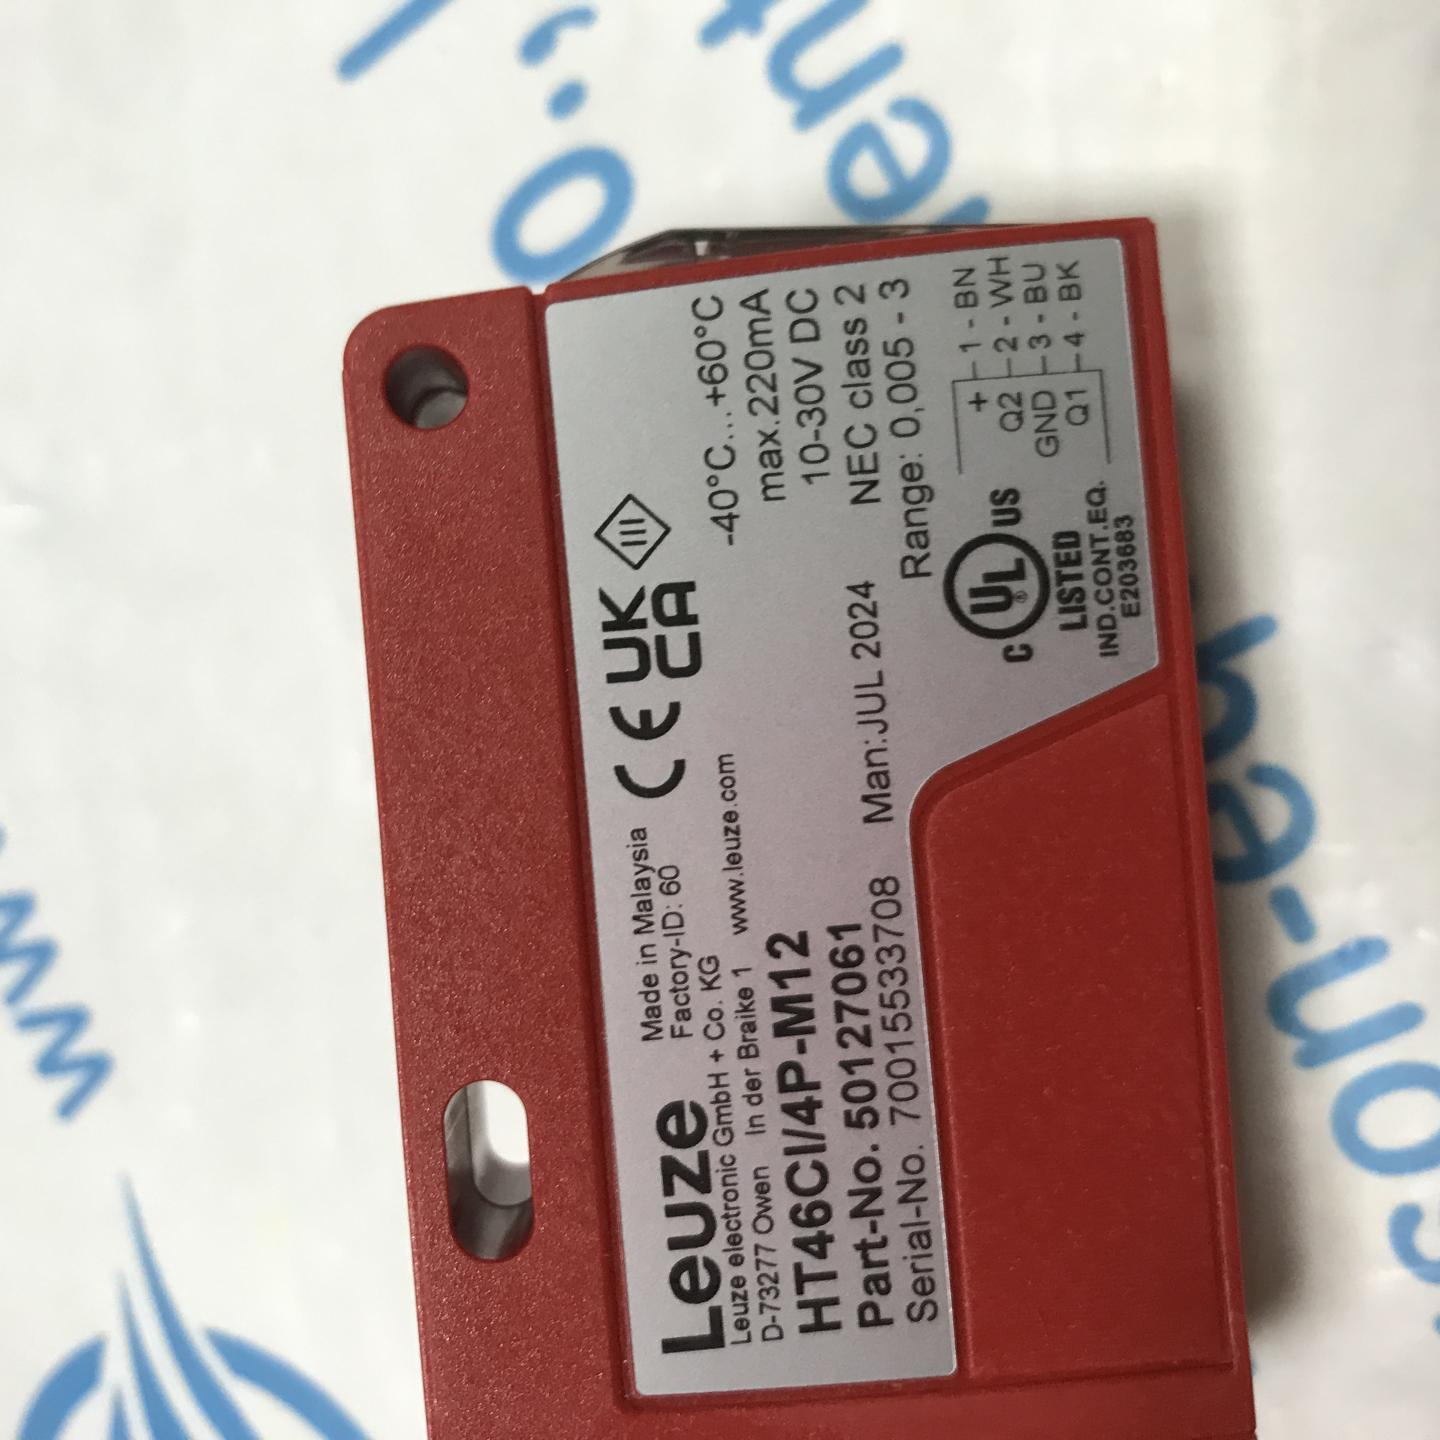 Leuze
Made in Malaysia
Factory-ID: 60
CE
UK
CA
III
Leuze electronic GmbH + Co. KG
D-73277 Owen In der Braike 1 www.leuze.com
HT46CI/4P-M12
Part-No. 50127061
Serial-No. 7001533708 Man:JUL 2024
-40°C... +60°C
max.220mA
10-30V DC
NEC class 2
Range: 0,005 - 3
C UL ® US
LISTED
IND.CONT.EQ.
E203683
+ 1 - BN
Q2 2 - WH
GND 3 - BU
Q1 4 - BK